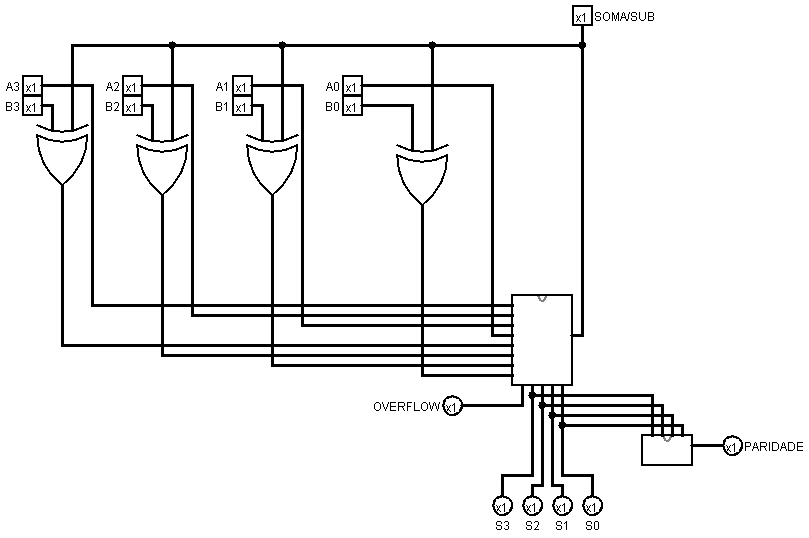 x1 SOMA/SUB
A3 x1 A2 x1 A1 x1 A0 x1
B3 x1 B2 x1 B1 x1 B0 x1
OVERFLOW x1
x1 PARIDADE
x1 x1 x1 x1
S3 S2 S1 S0